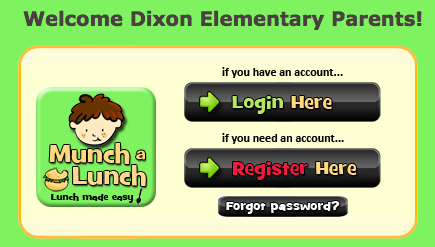 Welcome Dixon Elementary Parents!
if you have an account...
Login Here
Munch a
Lunch
Lunch made easy!
if you need an account...
Register Here
Forgot password?